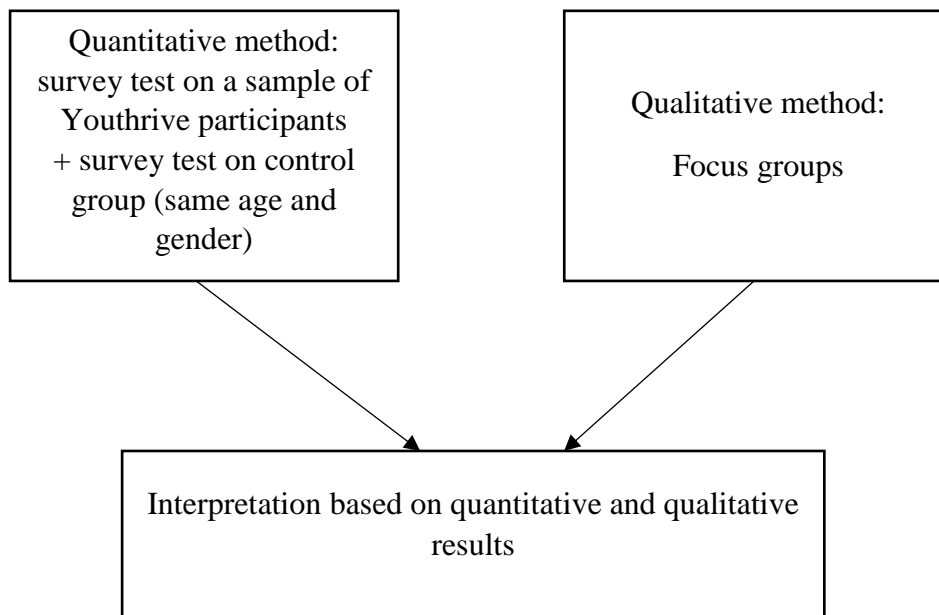 Quantitative method:
survey test on a sample of
Youthrive participants
+ survey test on control
group (same age and
gender)
Qualitative method:
Focus groups
Interpretation based on quantitative and qualitative
results